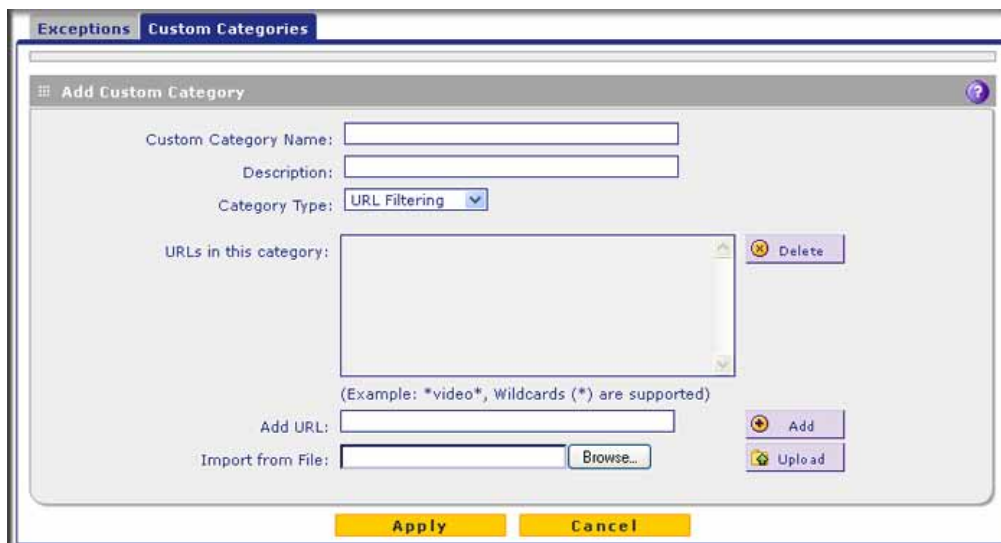 Exceptions Custom Categories
Add Custom Category ?
Custom Category Name:
Description:
Category Type: URL Filtering
URLs in this category: Delete
(Example: *video*, Wildcards (*) are supported)
Add URL: Add
Import from File: Browse... Upload
Apply Cancel